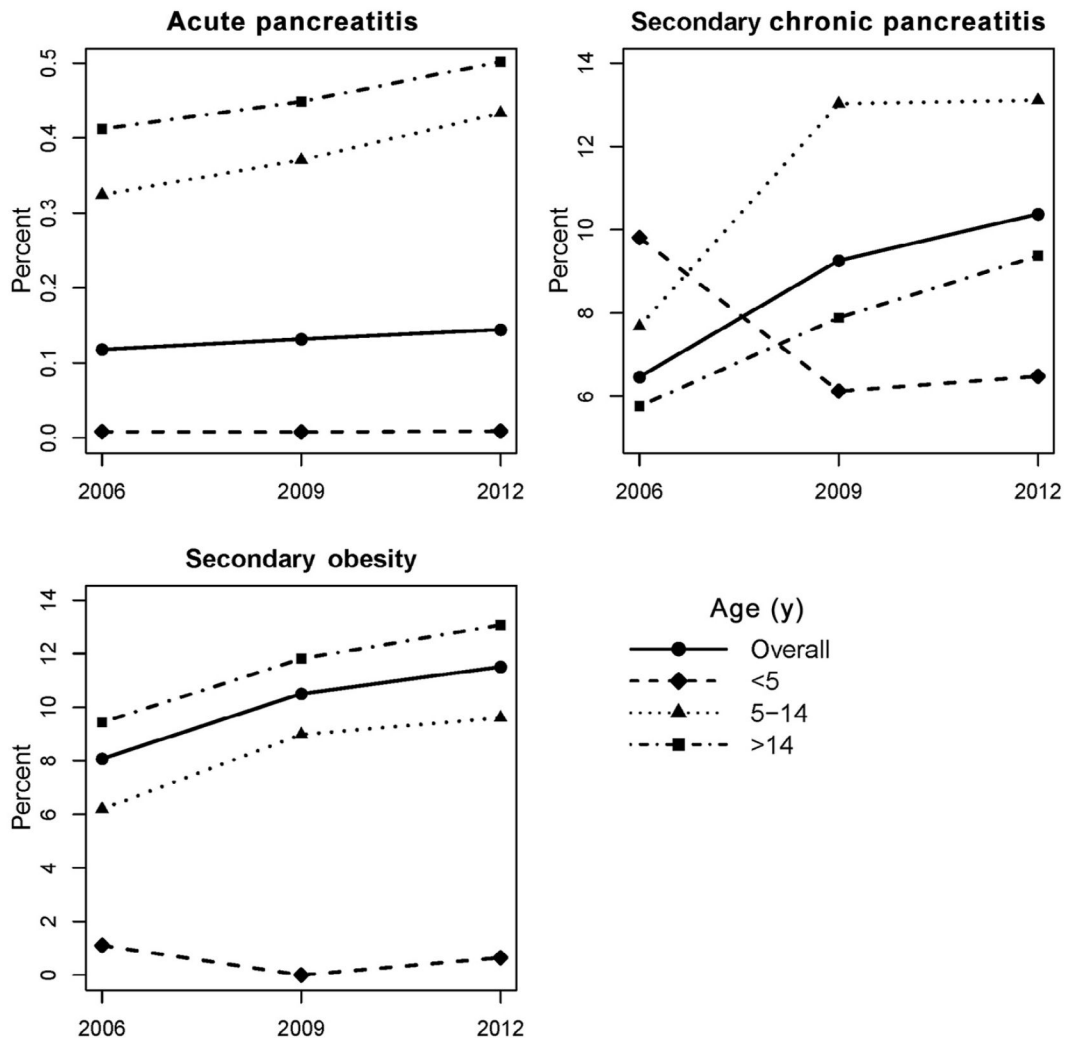 Acute pancreatitis
Percent
0.5
0.4
0.3
0.2
0.1
0.0
2006 2009 2012
Secondary chronic pancreatitis
Percent
14
12
10
8
6
2006 2009 2012
Secondary obesity
Percent
14
12
10
8
6
4
2
0
2006 2009 2012
Age (y)
Overall
<5
5–14
>14